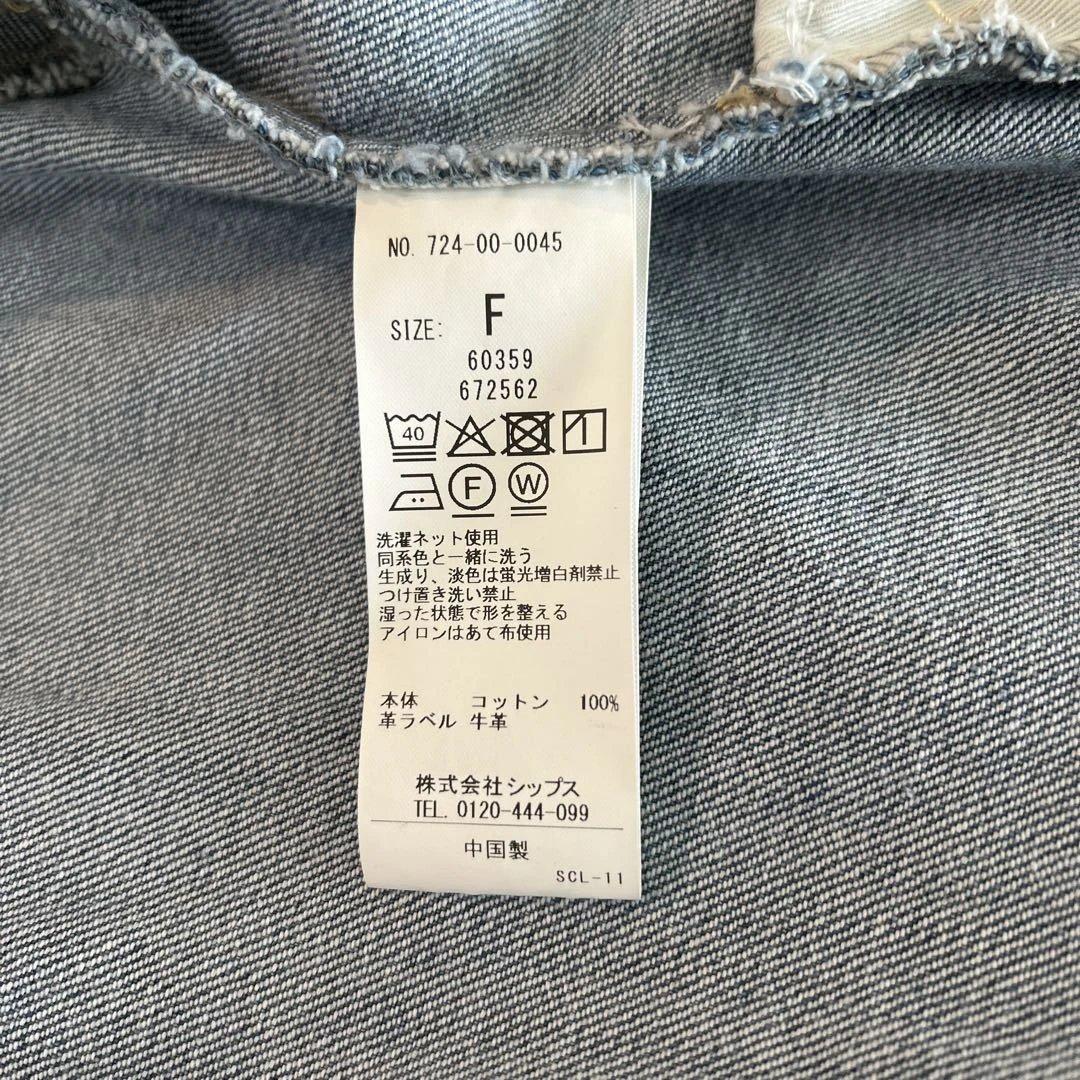 NO. 724-00-0045
SIZE: F
60359
672562
40
F W
洗濯ネット使用
同系色と一緒に洗う
生成り、淡色は蛍光増白剤禁止
つけ置き洗い禁止
湿った状態で形を整える
アイロンはあて布使用
本体 コットン 100%
革ラベル 牛革
株式会社シップス
TEL. 0120-444-099
中国製
SCL-11